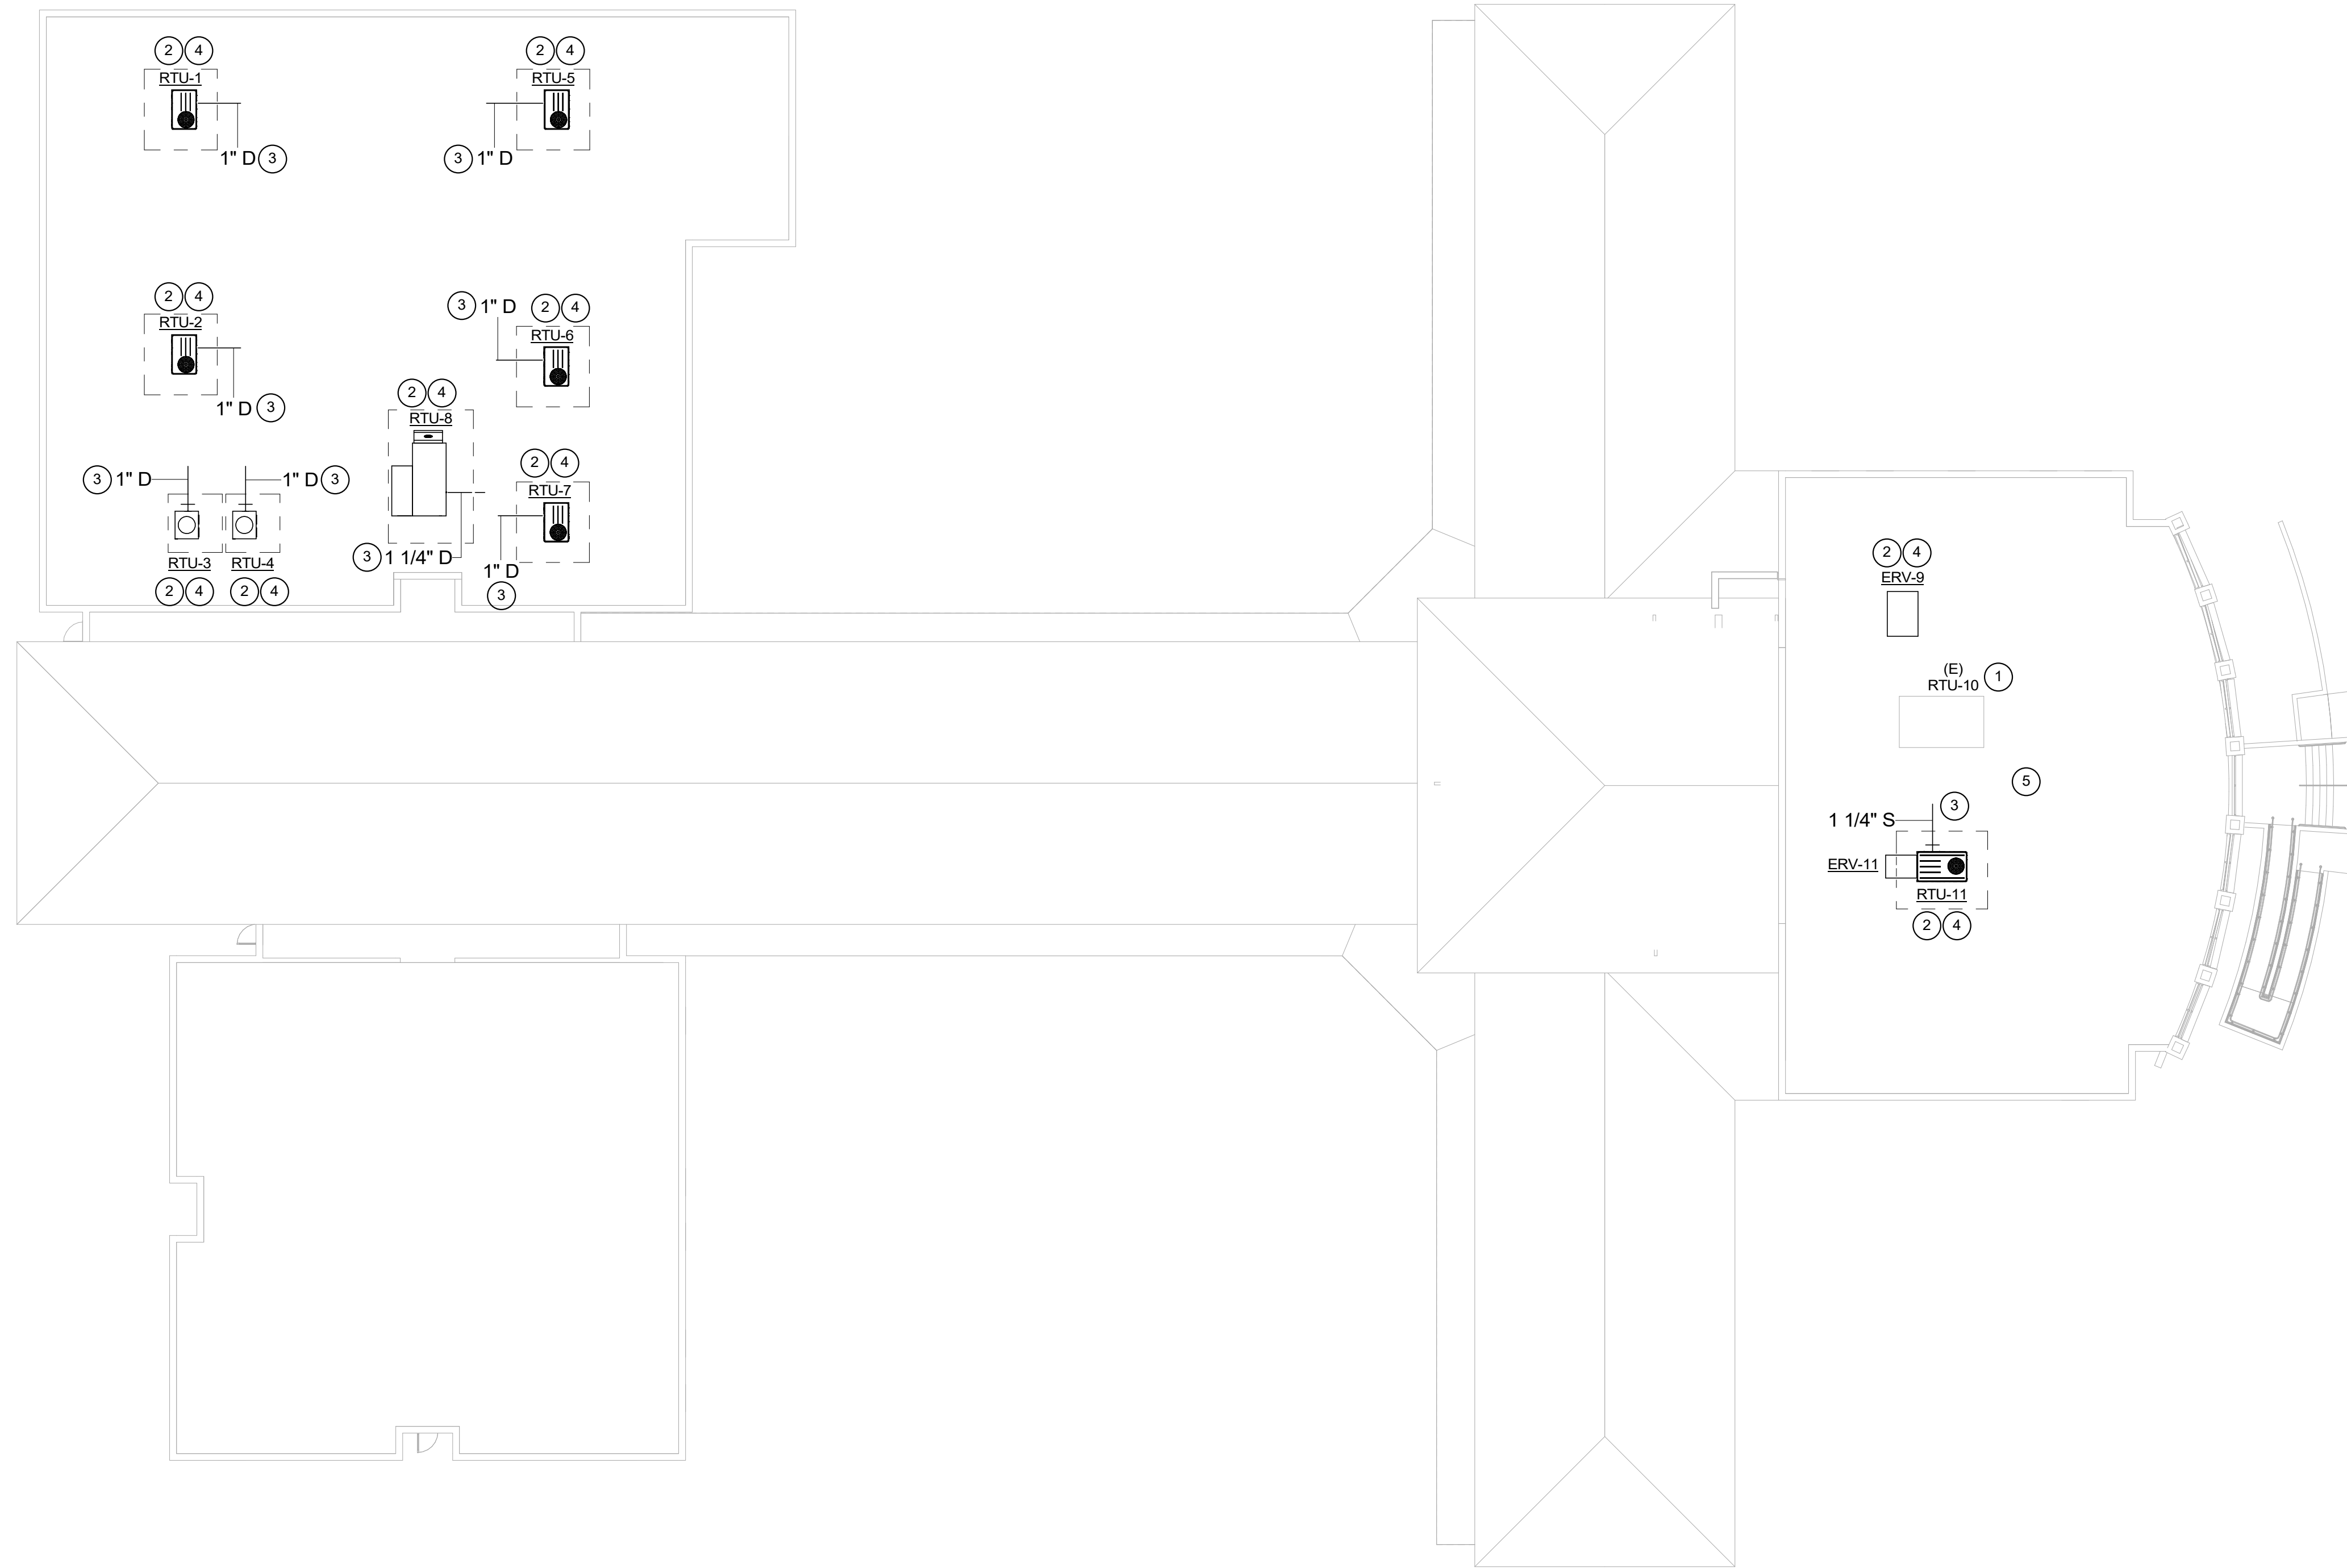 2 4
RTU-1
1" D 3
2 4
RTU-5
3 1" D
2 4
RTU-2
1" D 3
3 1" D
2 4
RTU-6
2 4
RTU-8
3 1 1/4" D
2 4
RTU-7
1" D
3
3 1" D
1" D 3
RTU-3 RTU-4
2 4 2 4
2 4
ERV-9
(E)
RTU-10 1
5
3
1 1/4" S
ERV-11
RTU-11
2 4